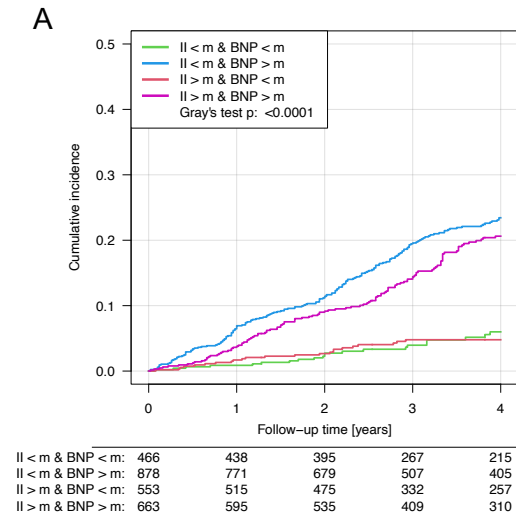 A
II < m & BNP < m
II < m & BNP > m
II > m & BNP < m
II > m & BNP > m
Gray's test p: <0.0001
Cumulative incidence
0.5
0.4
0.3
0.2
0.1
0.0
0 1 2 3 4
Follow-up time [years]
II < m & BNP < m: 466 438 395 267 215
II < m & BNP > m: 878 771 679 507 405
II > m & BNP < m: 553 515 475 332 257
II > m & BNP > m: 663 595 535 409 310